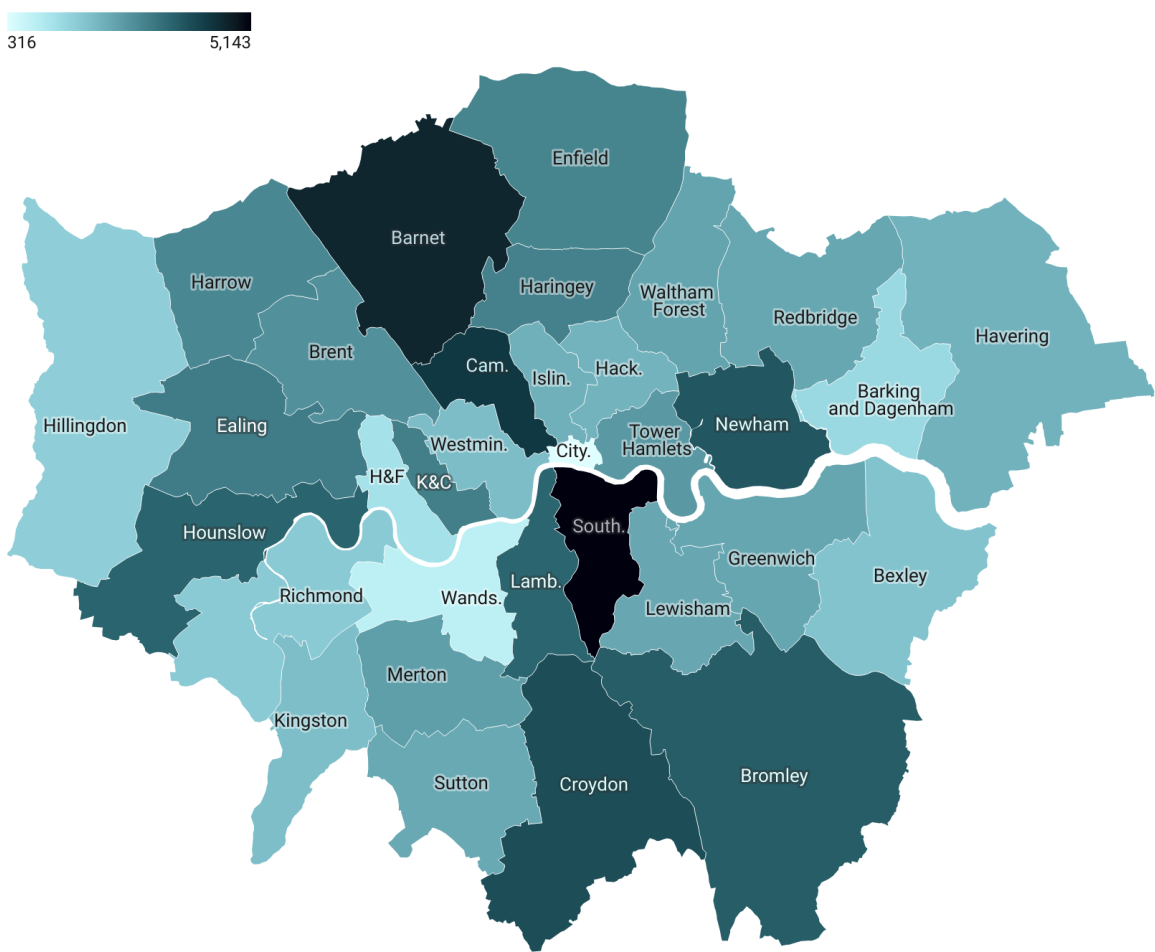 316 5,143
Enfield
Barnet
Harrow
Haringey
Waltham
Forest
Redbridge
Havering
Brent
Cam.
Islin.
Hack.
Barking
and Dagenham
Hillingdon
Ealing
Westmin.
Tower
Hamlets
Newham
City.
H&F
K&C
Hounslow
South.
Greenwich
Bexley
Richmond
Wands.
Lamb.
Lewisham
Merton
Kingston
Sutton
Croydon
Bromley